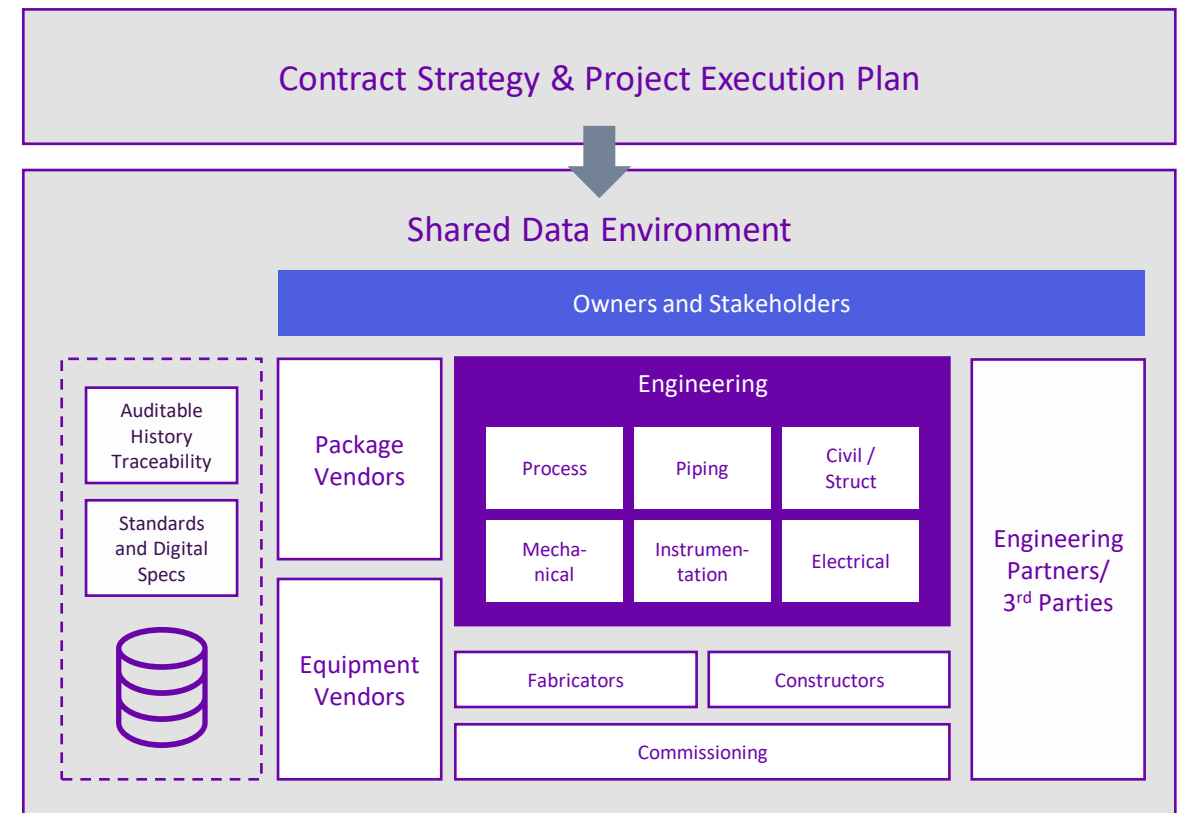 Contract Strategy & Project Execution Plan
Shared Data Environment
Owners and Stakeholders
Auditable
History
Traceability
Standards
and Digital
Specs
Package
Vendors
Equipment
Vendors
Engineering
Process
Piping
Civil /
Struct
Mecha-
nical
Instrumen-
tation
Electrical
Fabricators
Constructors
Commissioning
Engineering
Partners/
3rd Parties